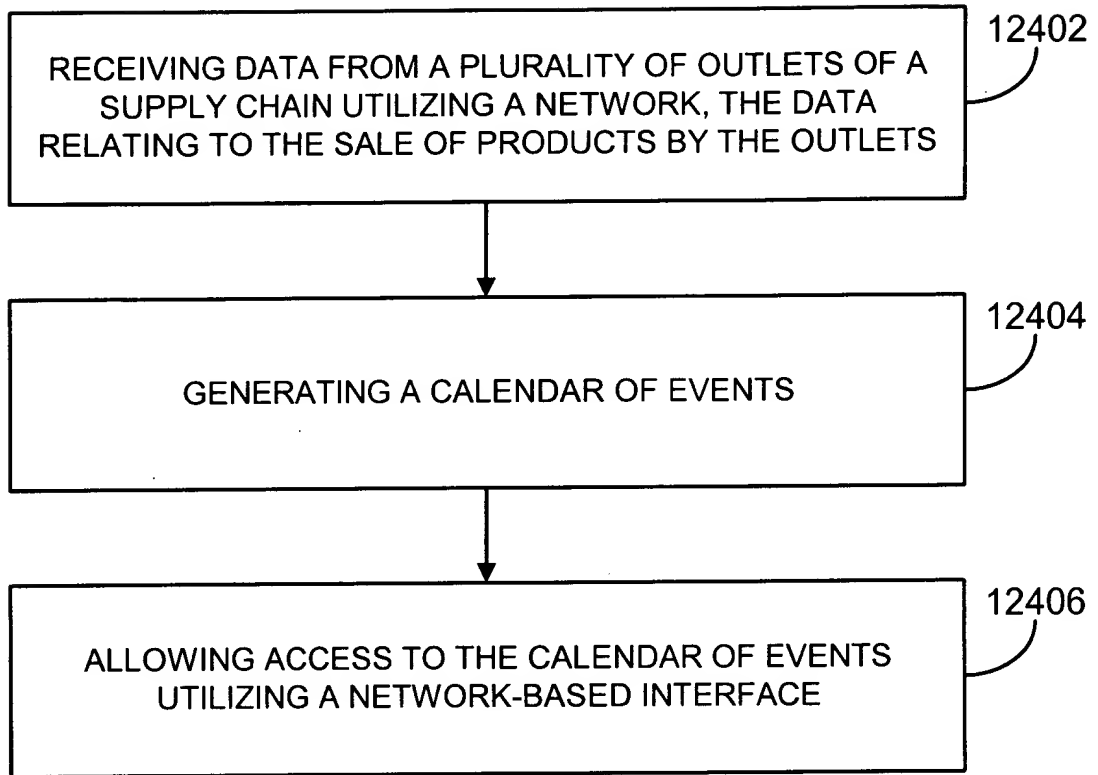 12402
RECEIVING DATA FROM A PLURALITY OF OUTLETS OF A
SUPPLY CHAIN UTILIZING A NETWORK, THE DATA
RELATING TO THE SALE OF PRODUCTS BY THE OUTLETS
12404
GENERATING A CALENDAR OF EVENTS
12406
ALLOWING ACCESS TO THE CALENDAR OF EVENTS
UTILIZING A NETWORK-BASED INTERFACE